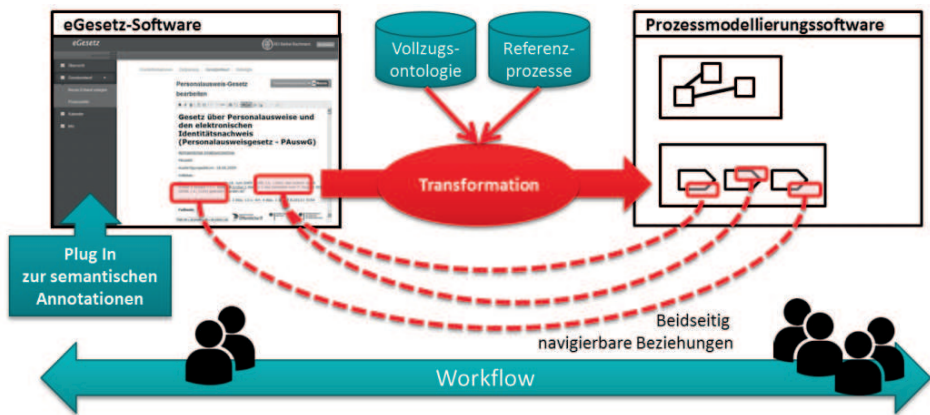 eGesetz-Software
Prozessmodellierungssoftware
eGesetz
Vollzugs-
ontologie
Referenz-
prozesse
Übersicht
Personalausweis-Gesetz
bearbeiten
Gesetz über Personalausweise und
den elektronischen
Identitätsnachweis
(Personalausweisgesetz - PAuswG)
Transformation
Plug In
zur semantischen
Annotationen
Beidseitig
navigierbare Beziehungen
Workflow